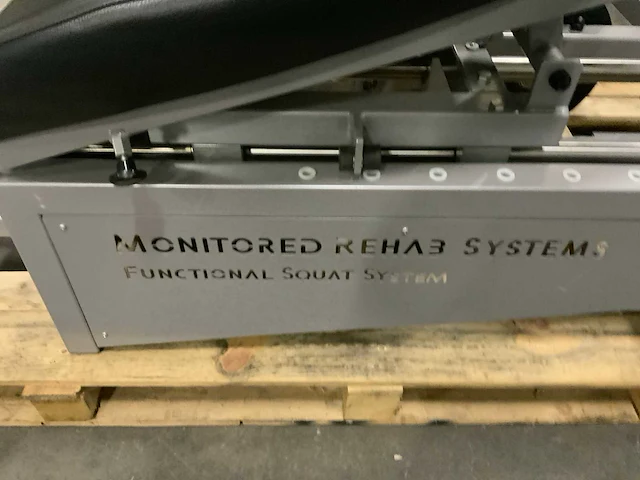 MONITORED REHAB SYSTEMS
FUNCTIONAL SQUAT SYSTEM